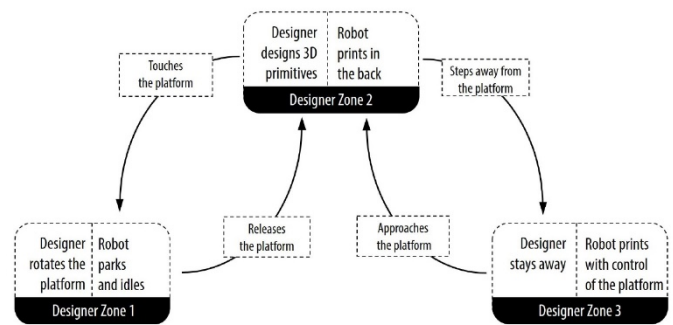 Designer
designs 3D
primitives
Robot
prints in
the back
Designer Zone 2
Touches
the platform
Steps away from
the platform
Releases
the platform
Approaches
the platform
Designer
rotates the
platform
Robot
parks
and idles
Designer Zone 1
Designer
stays away
Robot prints
with control
of the platform
Designer Zone 3